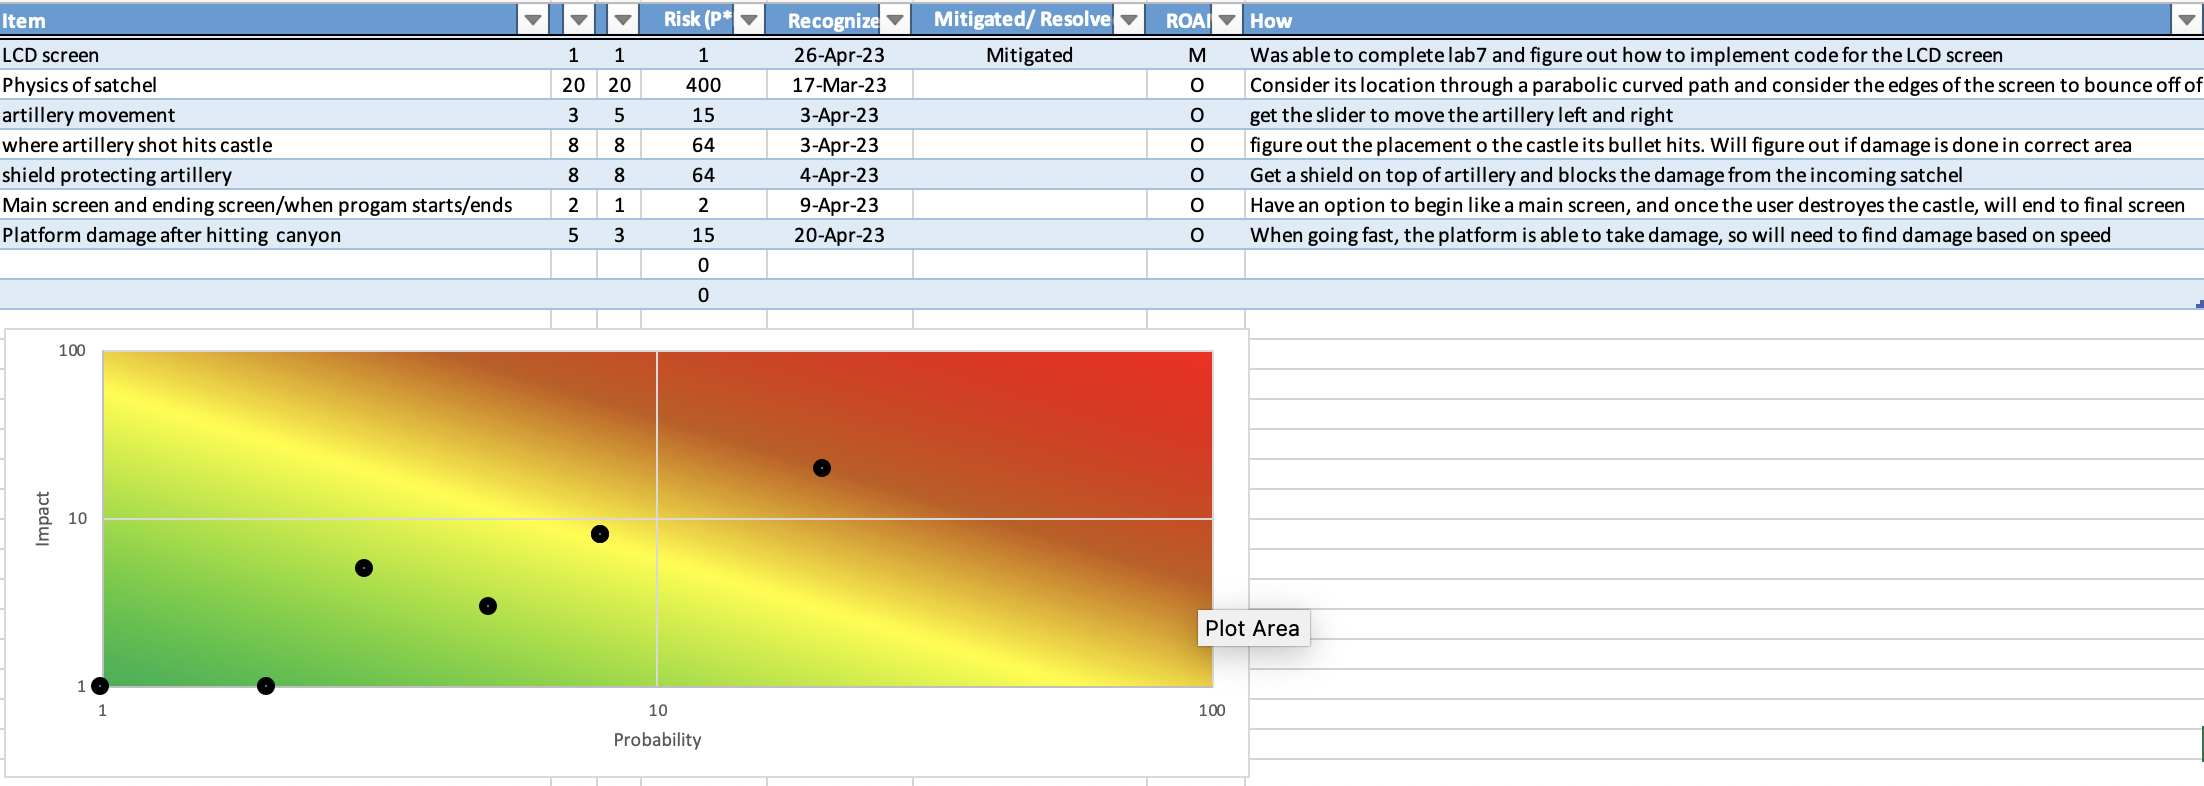 Item Risk (P* Recognize Mitigated/ Resolve ROA How
LCD screen 1 1 1 26-Apr-23 Mitigated M Was able to complete lab7 and figure out how to implement code for the LCD screen
Physics of satchel 20 20 400 17-Mar-23 O Consider its location through a parabolic curved path and consider the edges of the screen to bounce off of
artillery movement 3 5 15 3-Apr-23 O get the slider to move the artillery left and right
where artillery shot hits castle 8 8 64 3-Apr-23 O figure out the placement o the castle its bullet hits. Will figure out if damage is done in correct area
shield protecting artillery 8 8 64 4-Apr-23 O Get a shield on top of artillery and blocks the damage from the incoming satchel
Main screen and ending screen/when progam starts/ends 2 1 2 9-Apr-23 O Have an option to begin like a main screen, and once the user destroyes the castle, will end to final screen
Platform damage after hitting canyon 5 3 15 20-Apr-23 O When going fast, the platform is able to take damage, so will need to find damage based on speed
0
0
100
10
1
Impact
1 10 100
Probability
Plot Area